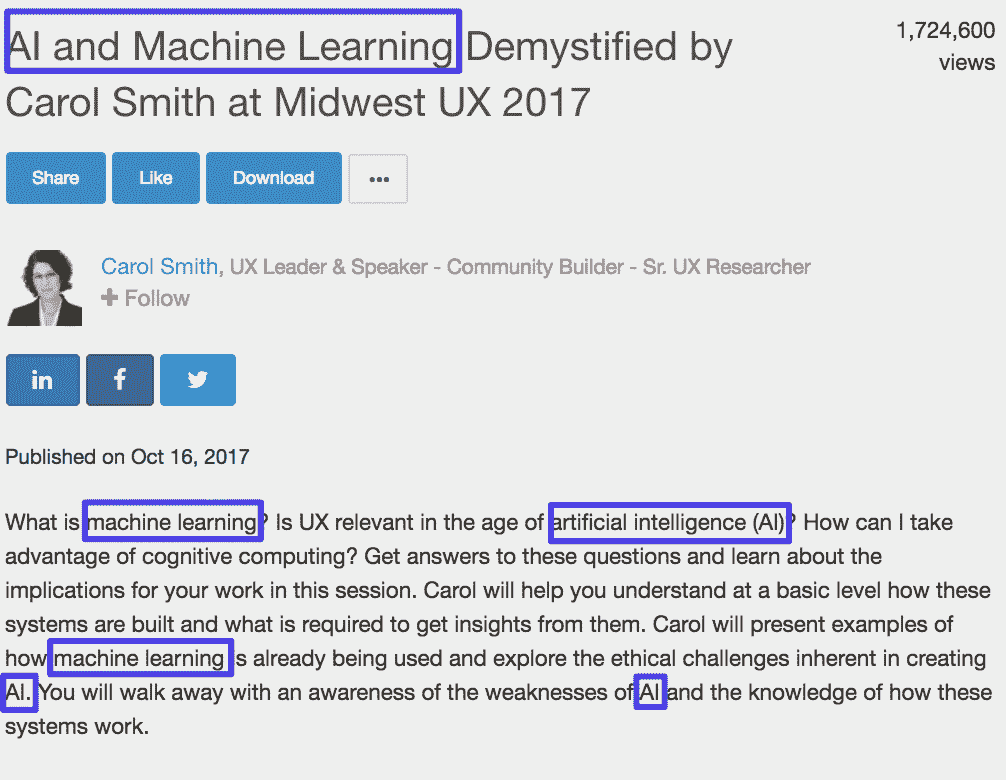 AI and Machine Learning Demystified by
Carol Smith at Midwest UX 2017
1,724,600
views
Share
Like
Download
•••
Carol Smith, UX Leader & Speaker - Community Builder - Sr. UX Researcher
+ Follow
in
f
Published on Oct 16, 2017
What is machine learning? Is UX relevant in the age of artificial intelligence (AI)? How can I take
advantage of cognitive computing? Get answers to these questions and learn about the
implications for your work in this session. Carol will help you understand at a basic level how these
systems are built and what is required to get insights from them. Carol will present examples of
how machine learning is already being used and explore the ethical challenges inherent in creating
AI. You will walk away with an awareness of the weaknesses of AI and the knowledge of how these
systems work.